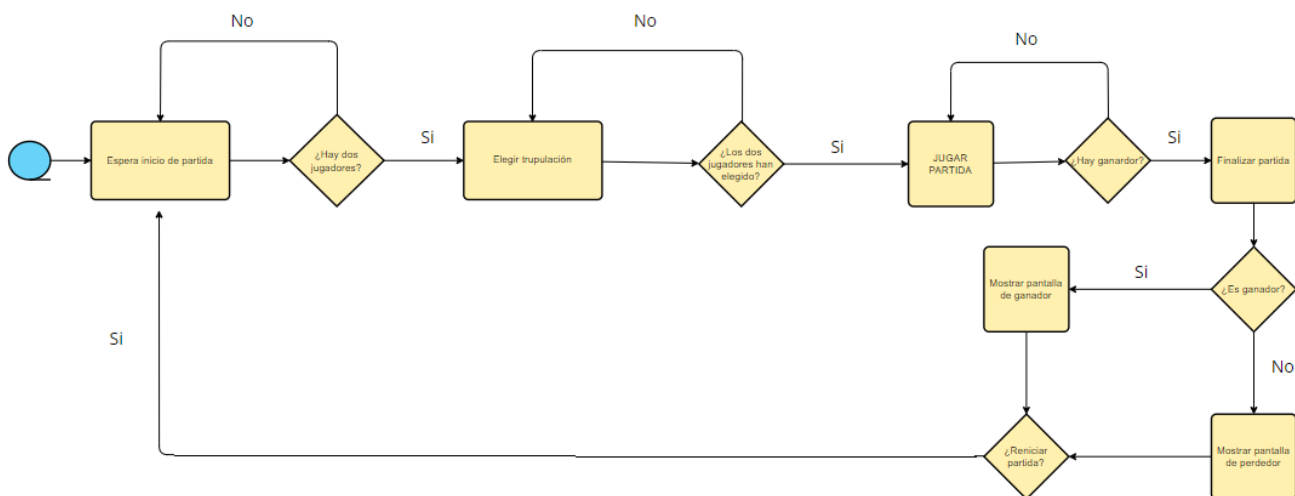 No
No
No
Espera inicio de partida
¿Hay dos
jugadores?
Si
Elegir trupulación
¿Los dos
jugadores han
elegido?
Si
JUGAR
PARTIDA
¿Hay ganardor?
Si
Finalizar partida
Mostrar pantalla
de ganador
Si
¿Es ganador?
Si
No
¿Reniciar
partida?
Mostrar pantalla
de perdedor